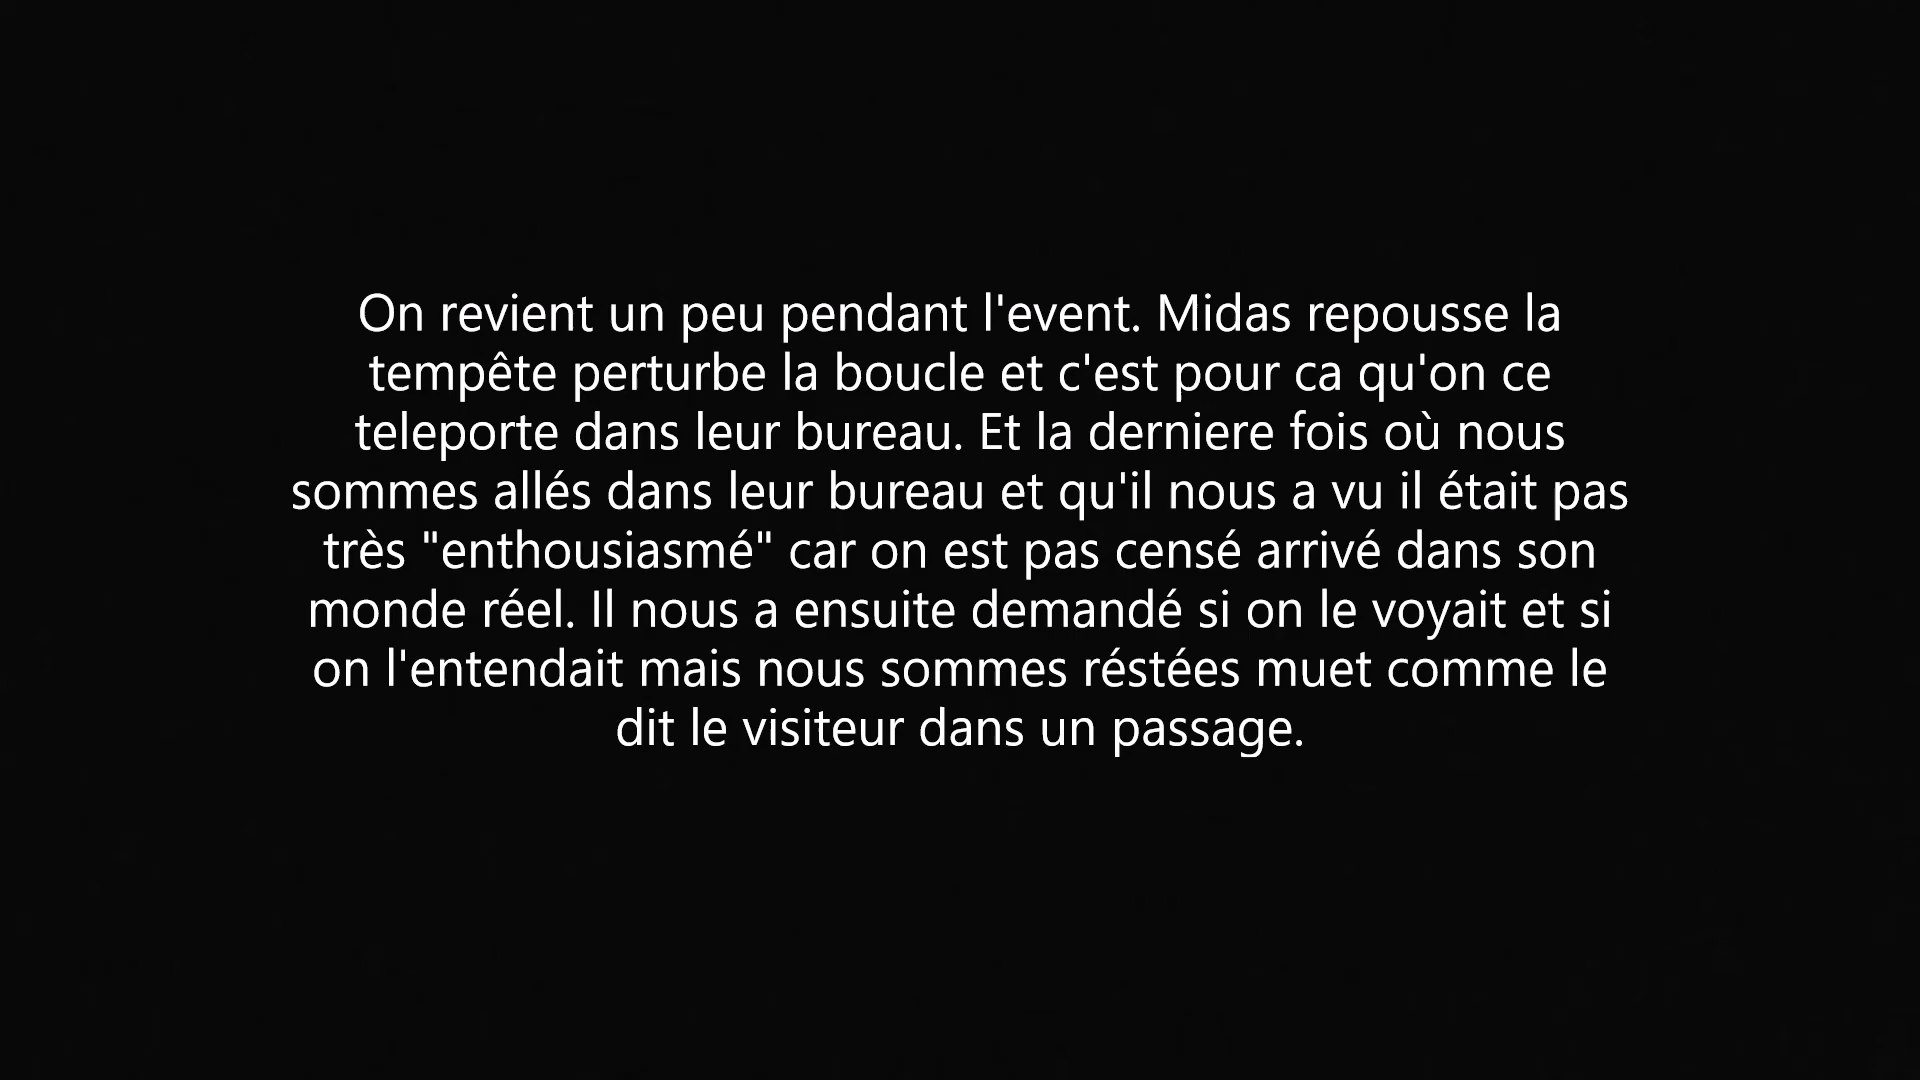 On revient un peu pendant l'event. Midas repousse la
tempête perturbe la boucle et c'est pour ca qu'on ce
teleporte dans leur bureau. Et la derniere fois où nous
sommes allés dans leur bureau et qu'il nous a vu il était pas
très "enthousiasmé" car on est pas censé arrivé dans son
monde réel. Il nous a ensuite demandé si on le voyait et si
on l'entendait mais nous sommes réstées muet comme le
dit le visiteur dans un passage.